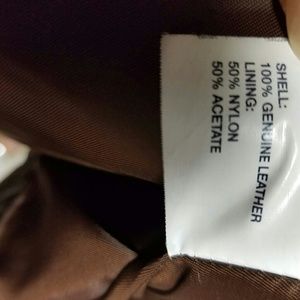 SHELL:
100% GENUINE LEATHER
LINING:
50% NYLON
50% ACETATE